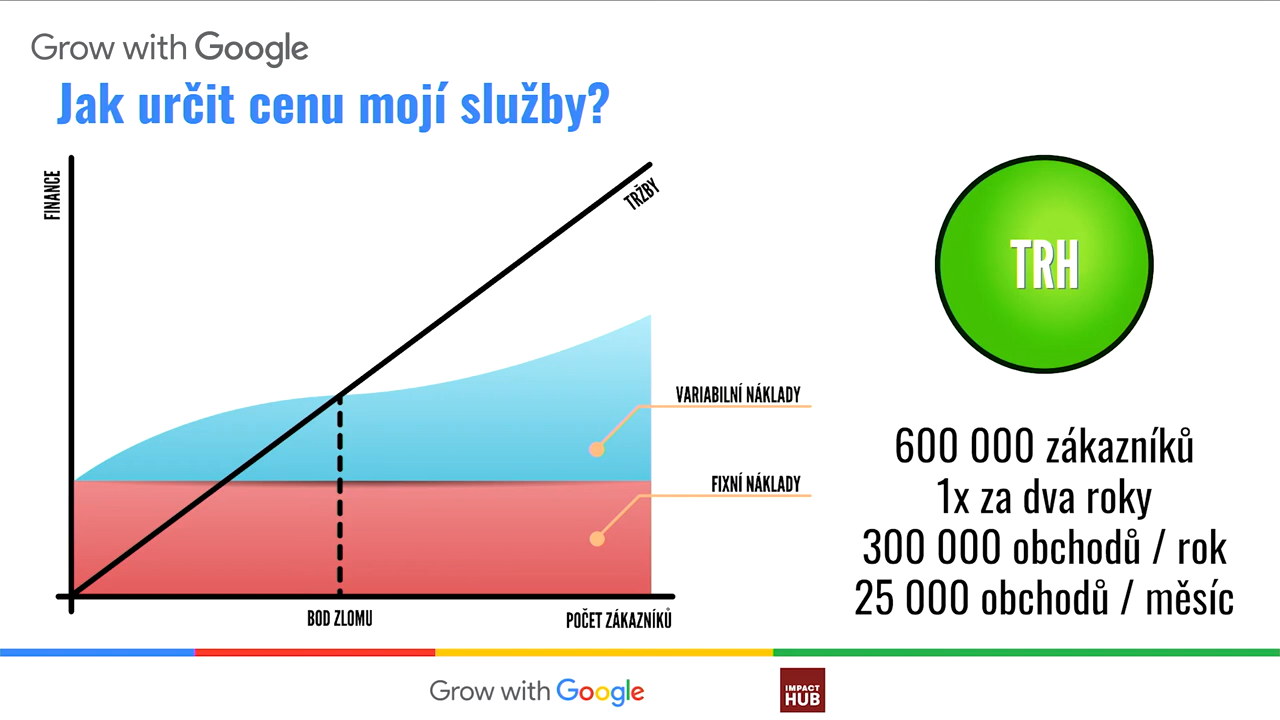 Grow with Google
Jak určit cenu mojí služby?
FINANCE
TRŽBY
TRH
VARIABILNÍ NÁKLADY
FIXNÍ NÁKLADY
600 000 zákazníků
1x za dva roky
300 000 obchodů / rok
25 000 obchodů / měsíc
BOD ZLOMU
POČET ZÁKAZNÍKŮ
Grow with Google
IMPACT
HUB